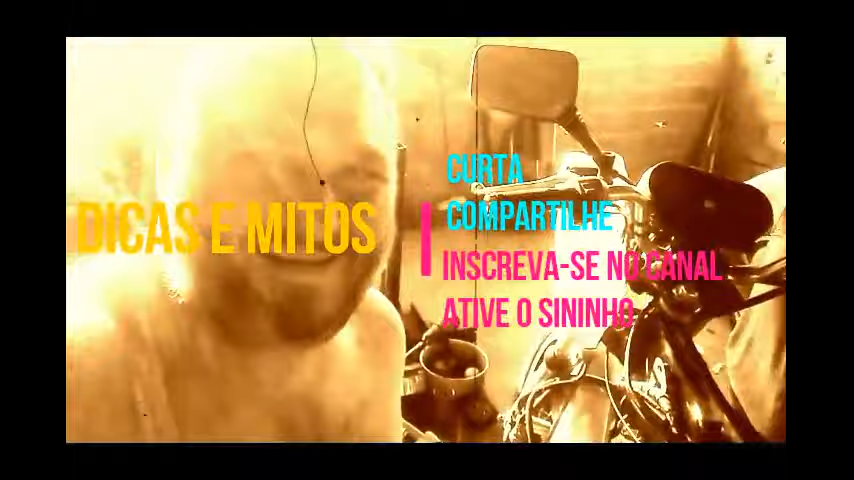 DICAS E MITOS
CURTA
COMPARTILHE
INSCREVA-SE NO CANAL
ATIVE O SININHO